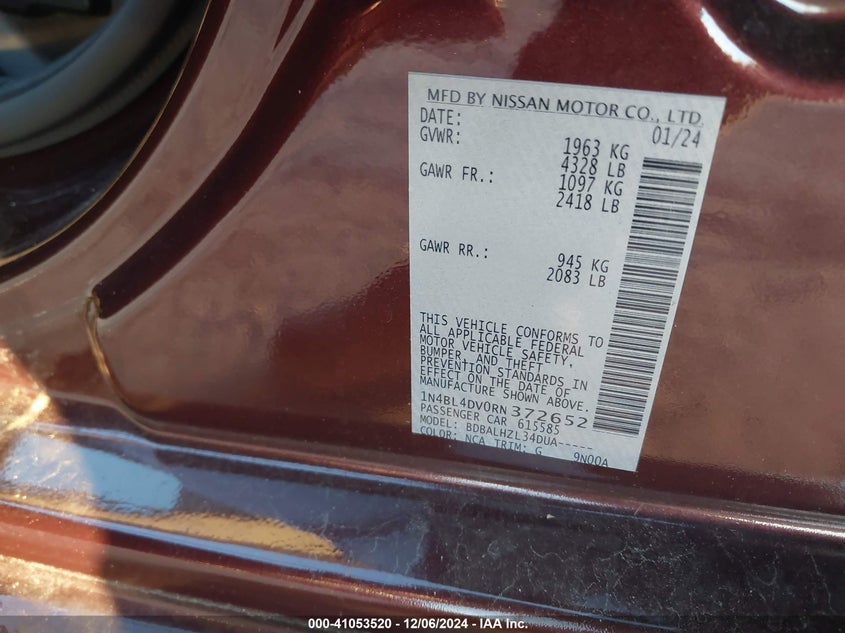 MFD BY NISSAN MOTOR CO., LTD.
DATE: 01/24
GVWR: 1963 KG
4328 LB
GAWR FR.: 1097 KG
2418 LB
GAWR RR.: 945 KG
2083 LB
THIS VEHICLE CONFORMS TO
ALL APPLICABLE FEDERAL
MOTOR VEHICLE SAFETY,
BUMPER, AND THEFT
PREVENTION STANDARDS IN
EFFECT ON THE DATE OF
MANUFACTURE SHOWN ABOVE.
1N4BL4DV0RN372652
PASSENGER CAR 615585
MODEL: BDBALHZL34DUA-----
COLOR: NCA TRIM: G 9N00A
000-41053520 / 12/06/2024 - IAA Inc.